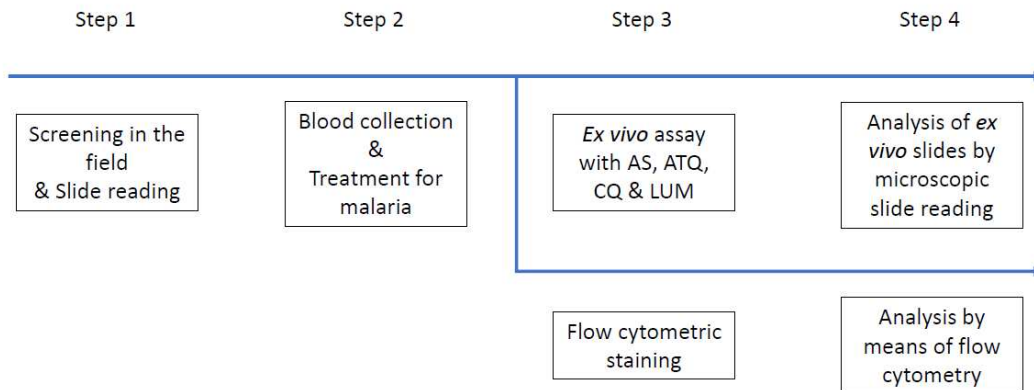 Step 1
Step 2
Step 3
Step 4
Screening in the
field
& Slide reading
Blood collection
&
Treatment for
malaria
Ex vivo assay
with AS, ATQ,
CQ & LUM
Analysis of ex
vivo slides by
microscopic
slide reading
Flow cytometric
staining
Analysis by
means of flow
cytometry